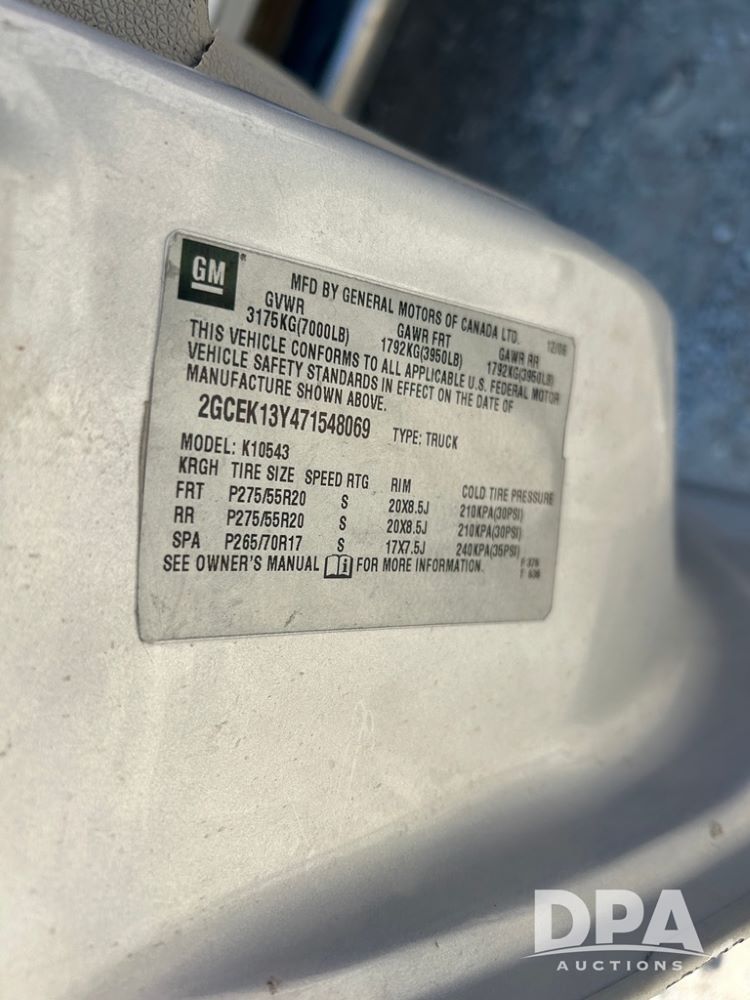 GM
MFD BY GENERAL MOTORS OF CANADA LTD.
12/06
GVWR GAWR FRT GAWR RR
3175KG(7000LB) 1792KG(3950LB) 1792KG(3950LB)
THIS VEHICLE CONFORMS TO ALL APPLICABLE U.S. FEDERAL MOTOR
VEHICLE SAFETY STANDARDS IN EFFECT ON THE DATE OF
MANUFACTURE SHOWN ABOVE.
2GCEK13Y471548069 TYPE: TRUCK
MODEL: K10543
KRGH TIRE SIZE SPEED RTG RIM COLD TIRE PRESSURE
FRT P275/55R20 S 20X8.5J 210KPA(30PSI)
RR P275/55R20 S 20X8.5J 210KPA(30PSI)
SPA P265/70R17 S 17X7.5J 240KPA(35PSI)
SEE OWNER'S MANUAL FOR MORE INFORMATION.
DPA
AUCTIONS